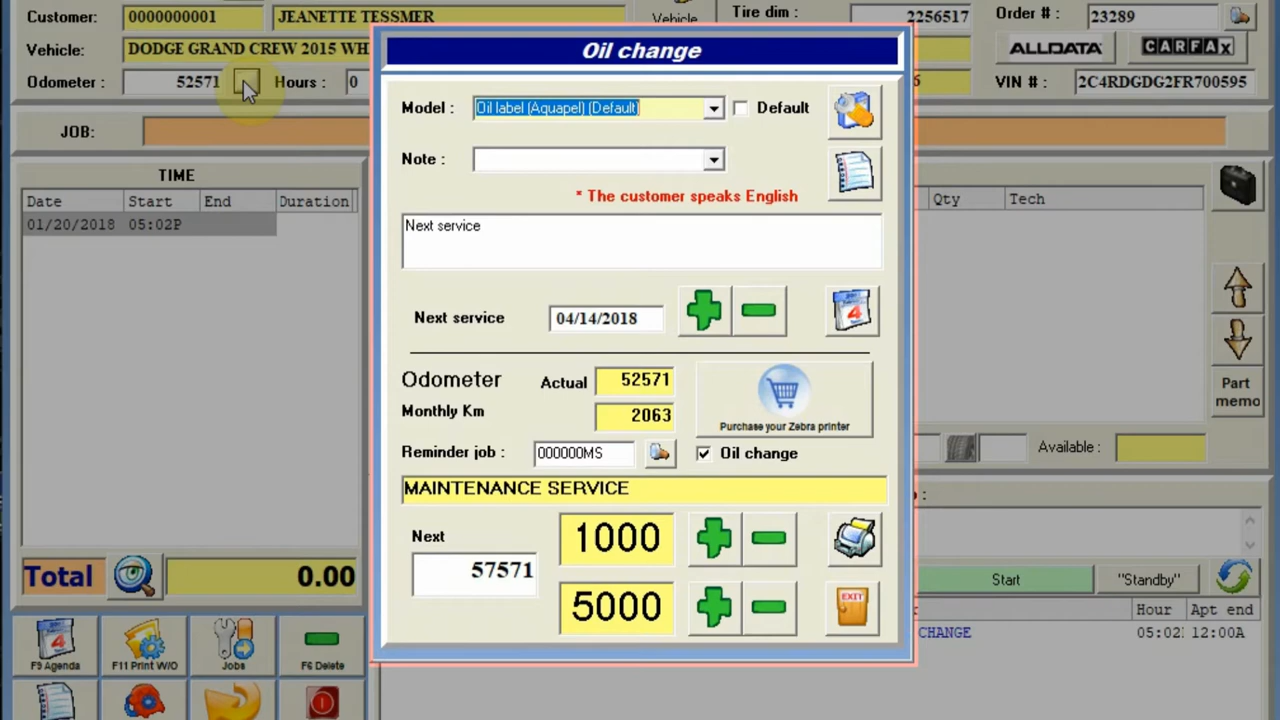 Customer: 0000000001 JEANETTE TESSMER
Vehicle
Tire dim : 2256517
Order # : 23289
Vehicle: DODGE GRAND CREW 2015 WH
ALLDATA CARFAX
Odometer : 52571 Hours : 0
6
VIN # : 2C4RDGDG2FR700595
JOB:
TIME
Date Start End Duration
01/20/2018 05:02P
Total 0.00
F9 Agenda F11 Print W/O Jobs F6 Delete
Oil change
Model : Oil label (Aquapel) (Default) Default
Note :
* The customer speaks English
Next service
Next service 04/14/2018
4
Odometer Actual 52571
Monthly Km 2063
Purchase your Zebra printer
Reminder job : 000000MS Oil change
MAINTENANCE SERVICE
Next 1000
57571
5000
EXIT
Qty Tech
Part memo
Available :
Start "Standby"
Hour Apt end
CHANGE 05:02 12:00A